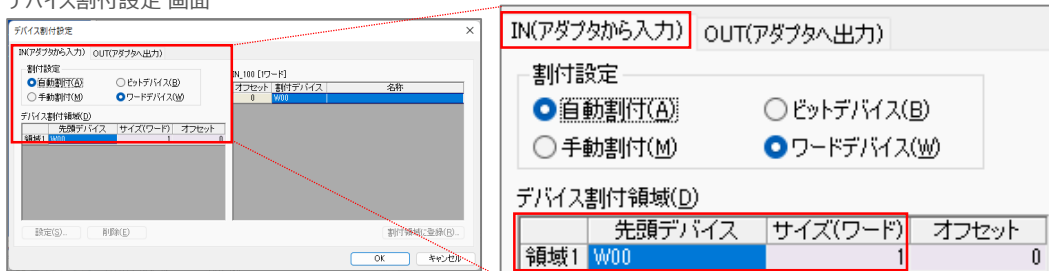 デバイス割付設定 画面
デバイス割付設定
IN(アダプタから入力) OUT(アダプタへ出力)
割付設定
自動割付(A) ビットデバイス(B)
手動割付(M) ワードデバイス(W)
デバイス割付領域(D)
先頭デバイス サイズ(ワード) オフセット
領域1 W00 1 0
IN_100 [1ワード]
オフセット 割付デバイス 名称
0 W00
設定(S)... 削除(E) 割付領域に登録(R)...
OK キャンセル
IN(アダプタから入力) OUT(アダプタへ出力)
割付設定
自動割付(A) ビットデバイス(B)
手動割付(M) ワードデバイス(W)
デバイス割付領域(D)
先頭デバイス サイズ(ワード) オフセット
領域1 W00 1 0